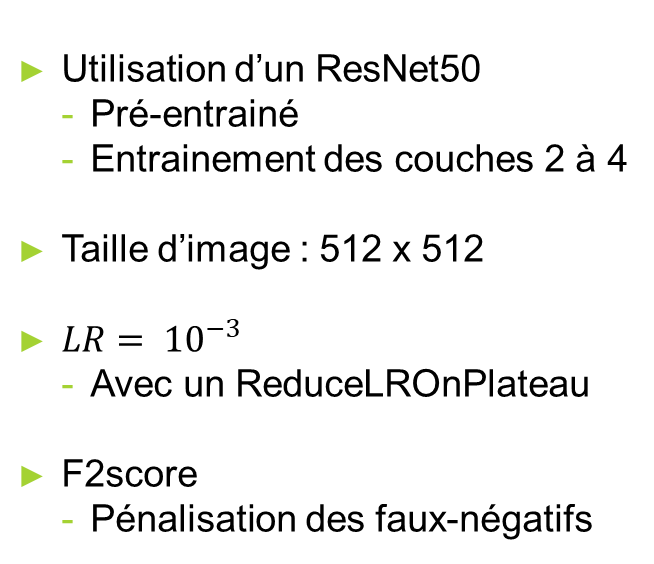 ► Utilisation d’un ResNet50
- Pré-entrainé
- Entrainement des couches 2 à 4
► Taille d’image : 512 x 512
► LR = 10⁻³
- Avec un ReduceLROnPlateau
► F2score
- Pénalisation des faux-négatifs